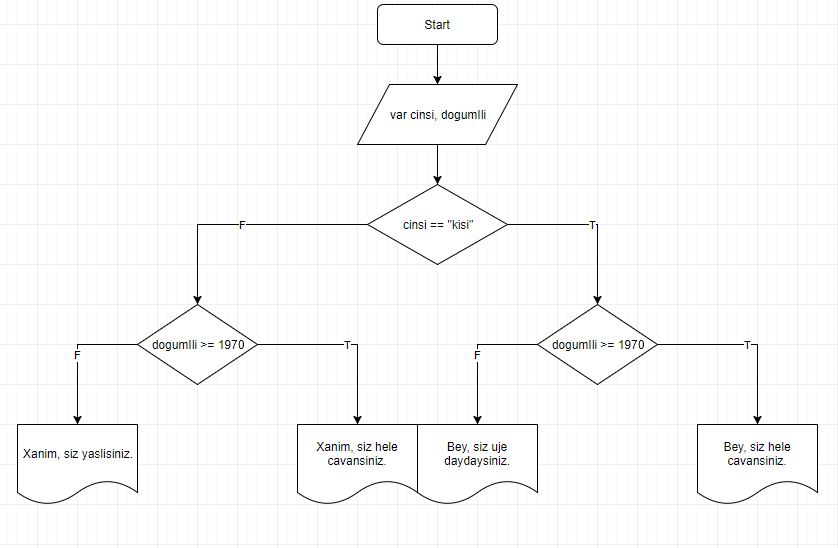 Start
var cinsi, dogumIli
cinsi == "kisi"
F
T
dogumIli >= 1970
dogumIli >= 1970
F
T
F
T
Xanim, siz yaslisiniz.
Xanim, siz hele
cavansiniz.
Bey, siz uje
daydaysiniz.
Bey, siz hele
cavansiniz.